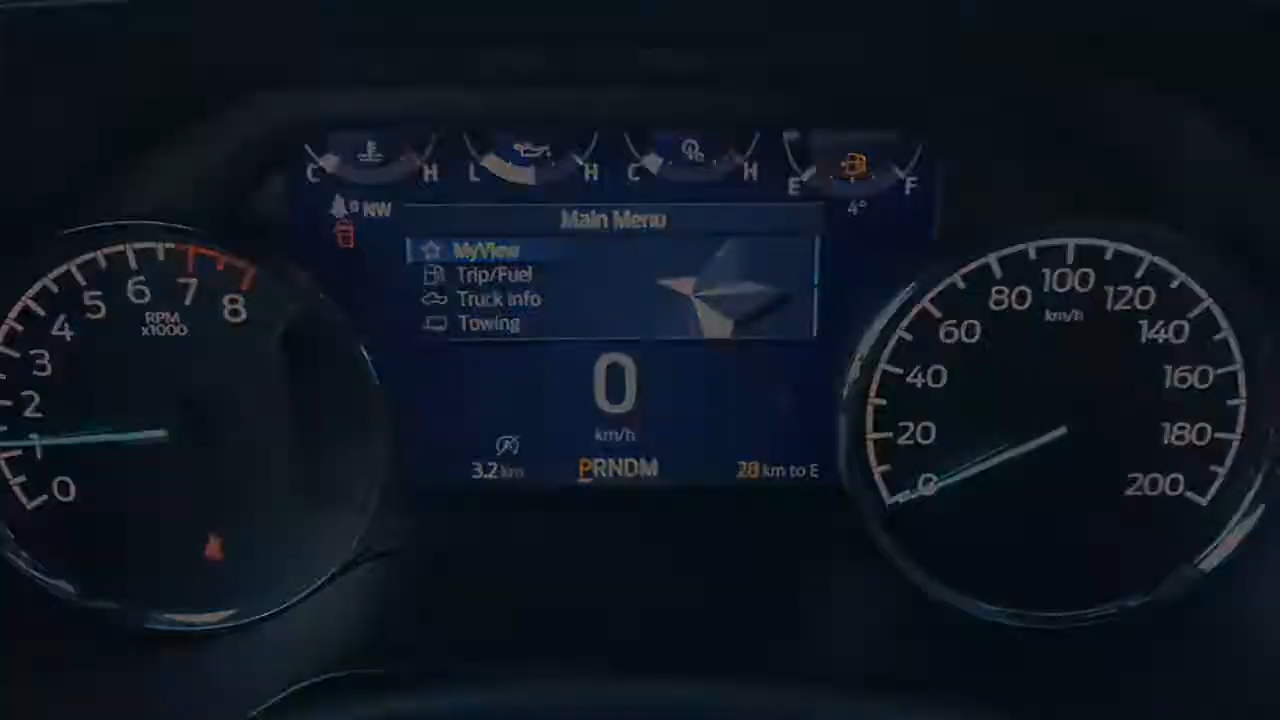 C H L H C H E F
NW
4°
Main Menu
MyView
Trip/Fuel
Truck info
Towing
0
km/h
3.2 km
PRNDM
28 km to E
0 1 2 3 4 5 6 7 8
RPM
x1000
0 20 40 60 80 100 120 140 160 180 200
km/h